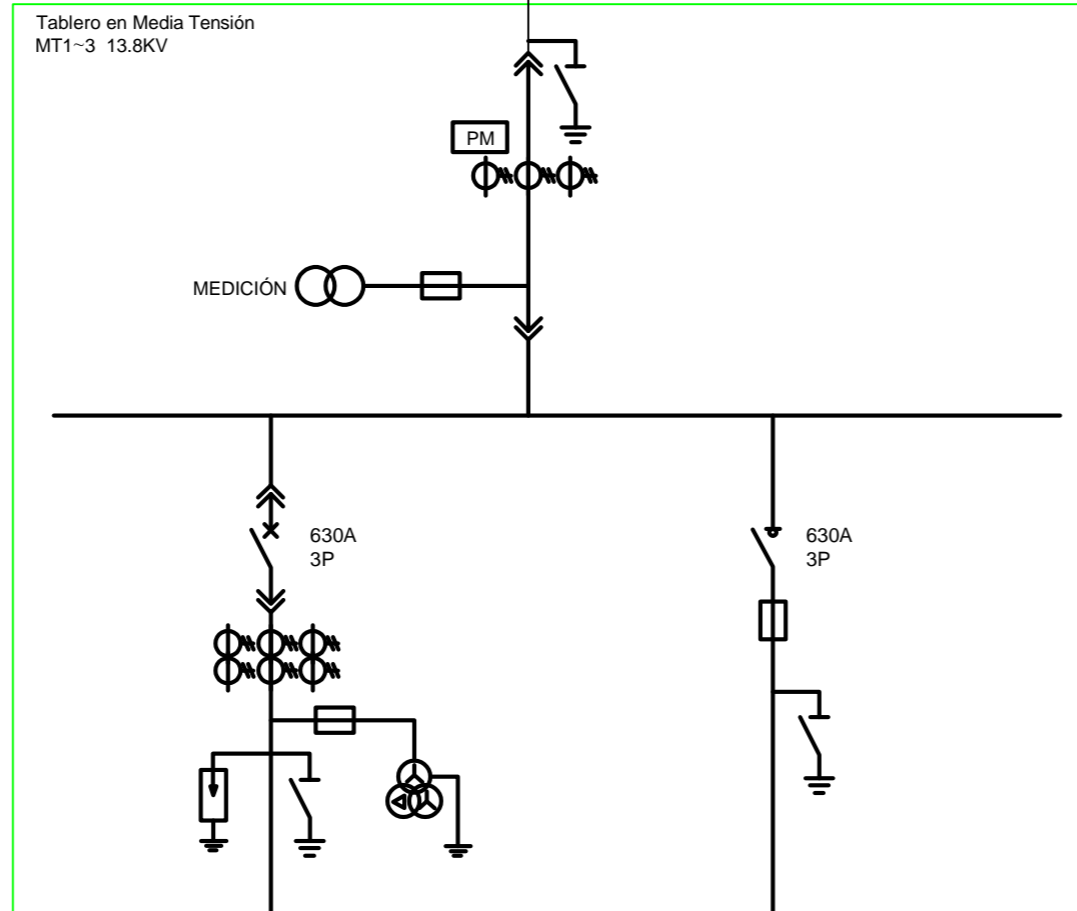 Tablero en Media Tensión
MT1~3 13.8KV
PM
MEDICIÓN
630A
3P
630A
3P